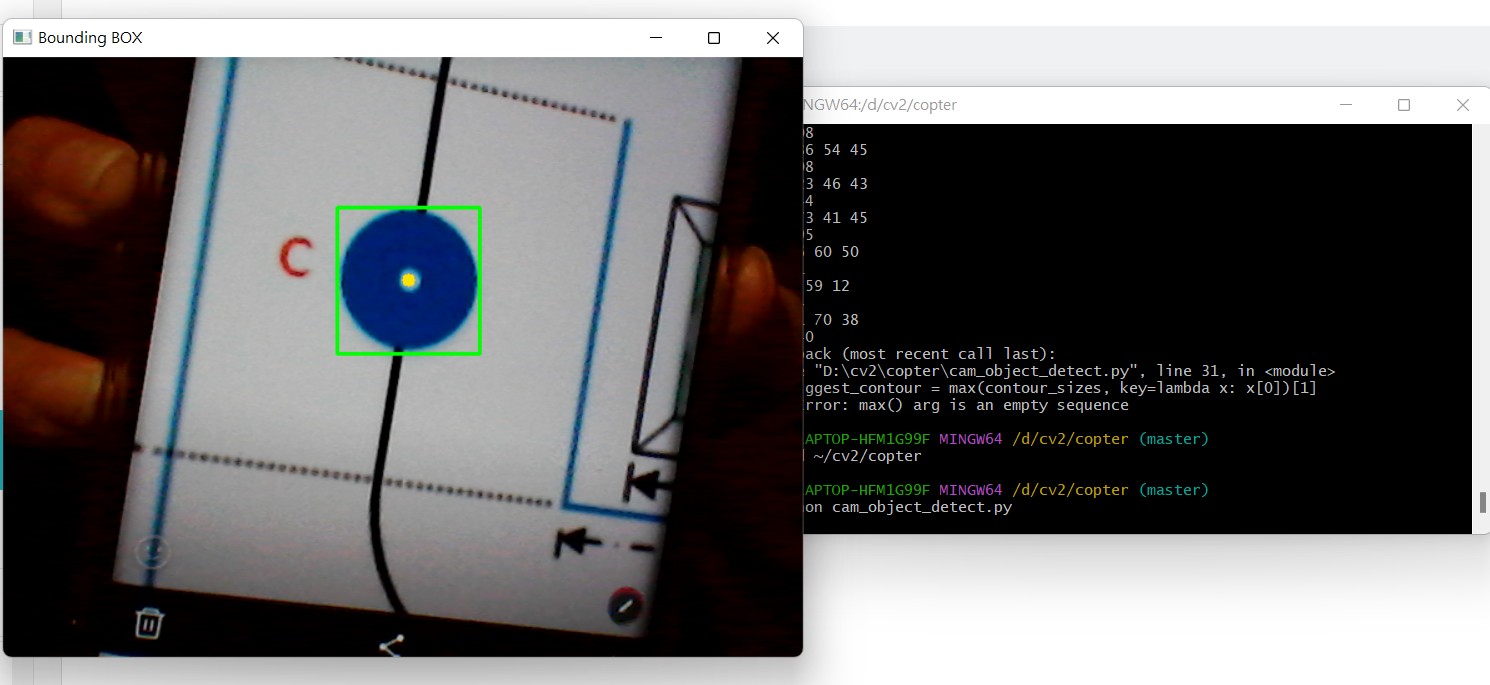 Bounding BOX
C
NGW64:/d/cv2/copter
8
6 54 45
8
3 46 43
4
3 41 45
5
60 50
59 12
70 38
0
ack (most recent call last):
"D:\cv2\copter\cam_object_detect.py", line 31, in <module>
ggest_contour = max(contour_sizes, key=lambda x: x[0])[1]
rror: max() arg is an empty sequence
APTOP-HFM1G99F MINGW64 /d/cv2/copter (master)
~/cv2/copter
APTOP-HFM1G99F MINGW64 /d/cv2/copter (master)
on cam_object_detect.py